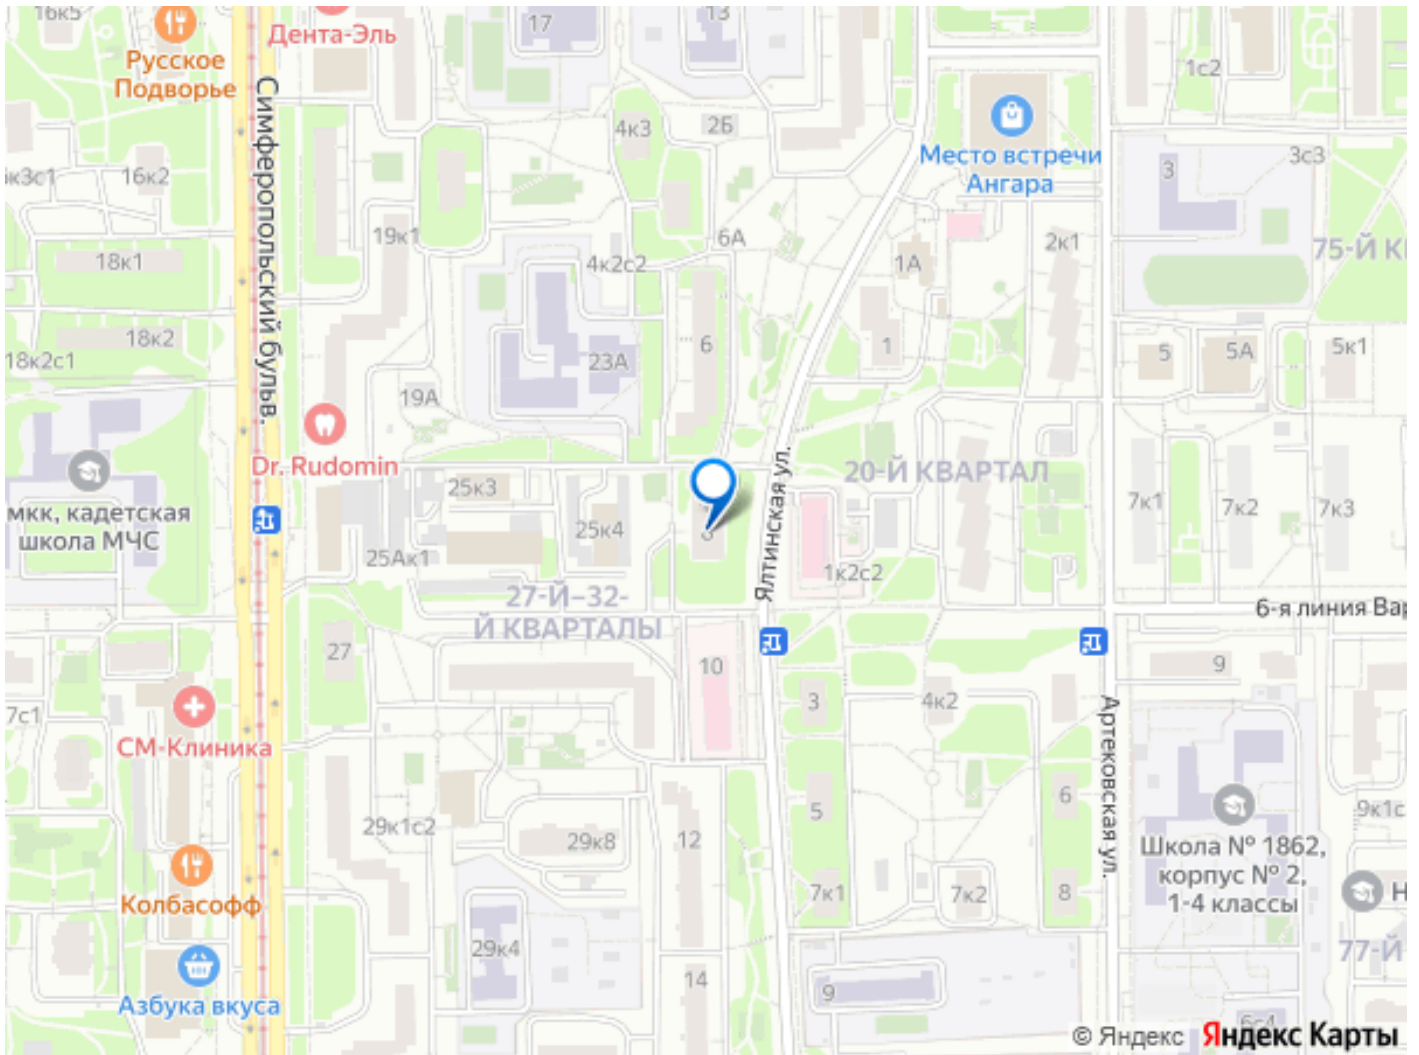 16к5
17
13
Дента-Эль
Русское
Подворье
1с2
Симферопольский бульв.
4к3
2Б
Место встречи
Ангара
3
3с3
16к2
19к1
6А
2к1
75-Й
18к1
4к2с2
1А
18к2
18к2с1
6
23А
1
5
5А
5к1
19А
Dr. Rudomin
20-Й КВАРТАЛ
25к3
7к1
7к2
7к3
мкк, кадетская
школа МЧС
25к4
Ялтинская ул.
25Ак1
1к2с2
27-Й–32-
Й КВАРТАЛЫ
6-я линия Вар
27
10
9
3
4к2
7с1
СМ-Клиника
Артековская ул.
5
6
29к1с2
29к8
12
9к1с
Школа № 1862,
корпус № 2,
1-4 классы
Колбасофф
7к1
7к2
8
Н
29к4
77-Й
14
9
Азбука вкуса
6с4
© Яндекс Яндекс Карты